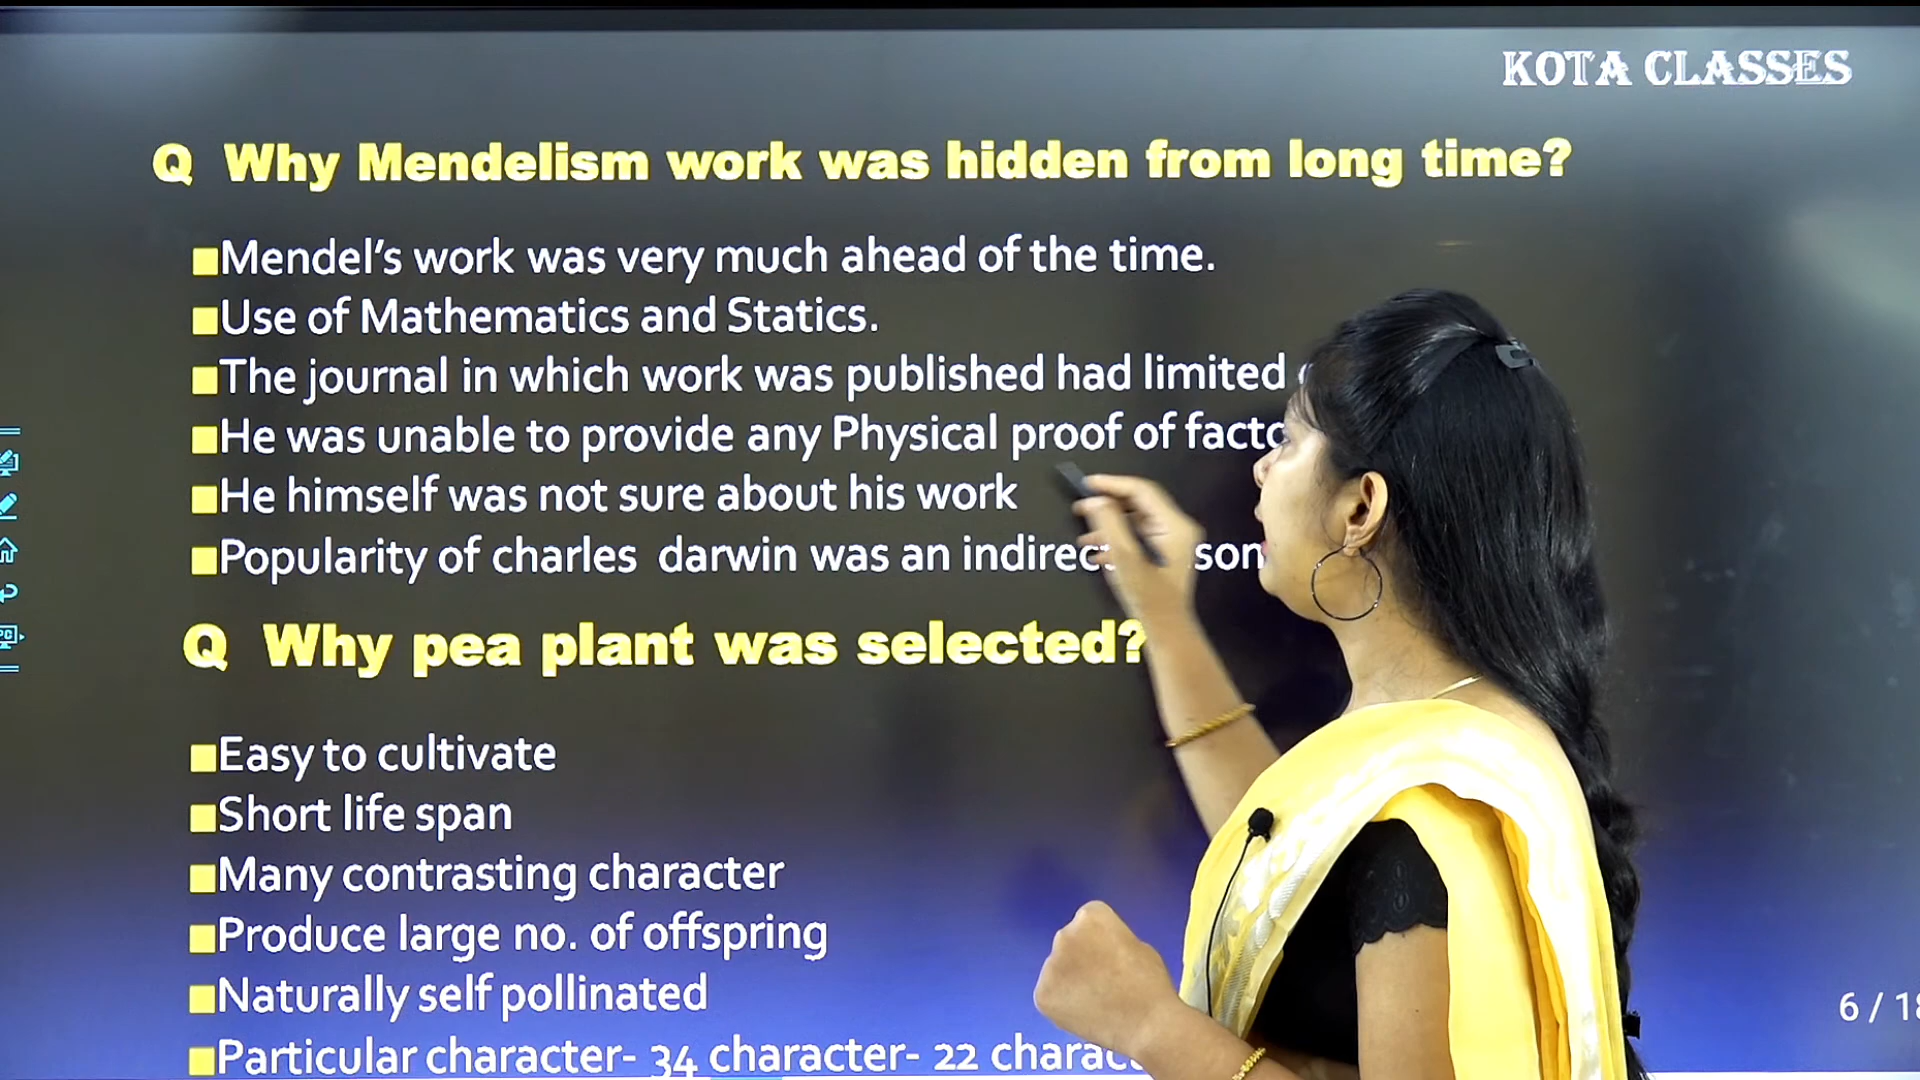 KOTA CLASSES
Q Why Mendelism work was hidden from long time?
Mendel's work was very much ahead of the time.
Use of Mathematics and Statics.
The journal in which work was published had limited
He was unable to provide any Physical proof of
He himself was not sure about his work
Popularity of charles darwin was an
Q Why pea plant was selected?
Easy to cultivate
Short life span
Many contrasting character
Produce large no. of offspring
Naturally self pollinated
6 /
Particular character- 34 character- 22